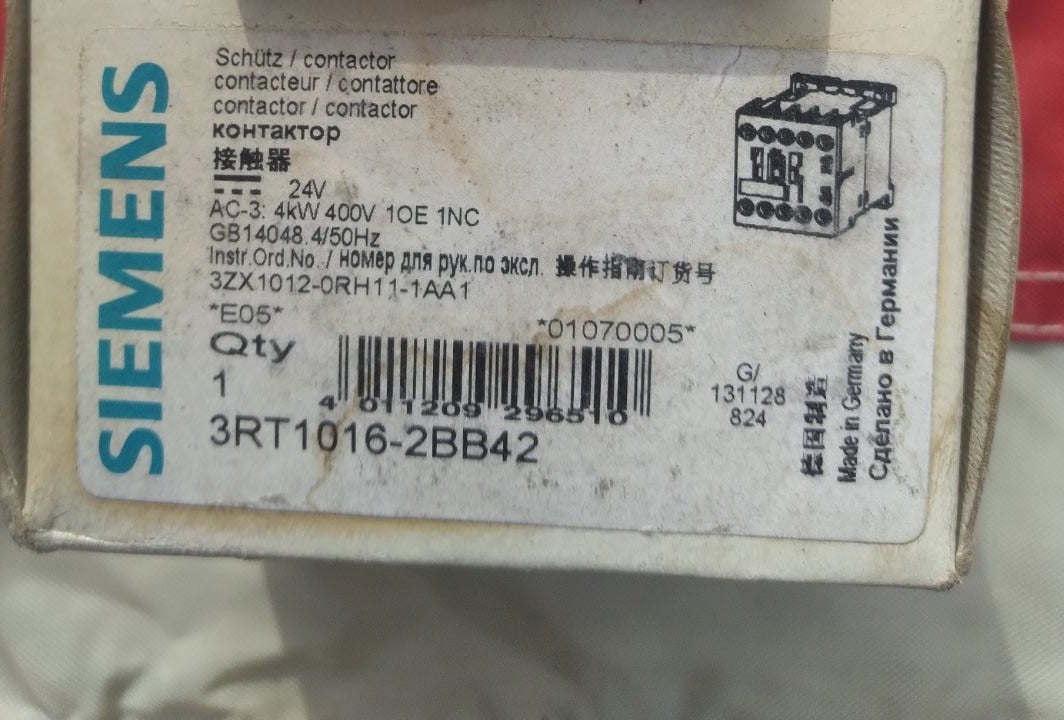 SIEMENS
Schütz / contactor
contacteur / contattore
contactor / contactor
контактор
接触器
24V
AC-3: 4kW 400V 1OE 1NC
GB14048.4/50Hz
Instr.Ord.No. / номер для рук.по эксл. 操作指南订货号
3ZX1012-0RH11-1AA1
*E05*
*01070005*
Qty
1
4 011209 296510
3RT1016-2BB42
G/
131128
824
德国制造
Made in Germany
Сделано в Германии